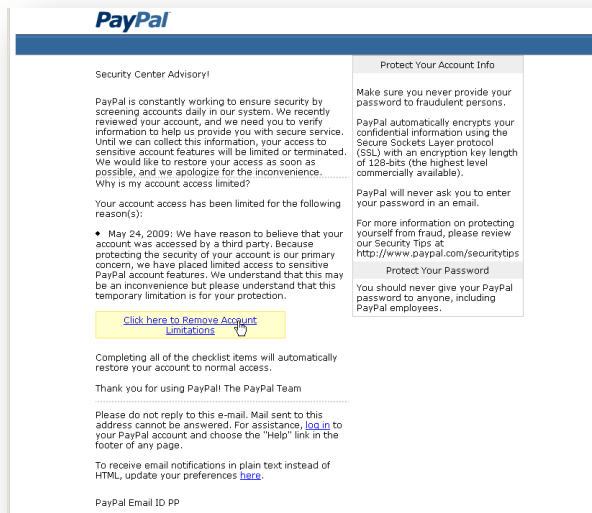 PayPal
Security Center Advisory!
PayPal is constantly working to ensure security by
screening accounts daily in our system. We recently
reviewed your account, and we need you to verify
information to help us provide you with secure service.
Until we can collect this information, your access to
sensitive account features will be limited or terminated.
We would like to restore your access as soon as
possible, and we apologize for the inconvenience.
Why is my account access limited?
Your account access has been limited for the following
reason(s):
• May 24, 2009: We have reason to believe that your
account was accessed by a third party. Because
protecting the security of your account is our primary
concern, we have placed limited access to sensitive
PayPal account features. We understand that this may
be an inconvenience but please understand that this
temporary limitation is for your protection.
Click here to Remove Account
Limitations
Completing all of the checklist items will automatically
restore your account to normal access.
Thank you for using PayPal! The PayPal Team
Please do not reply to this e-mail. Mail sent to this
address cannot be answered. For assistance, log in to
your PayPal account and choose the "Help" link in the
footer of any page.
To receive email notifications in plain text instead of
HTML, update your preferences here.
PayPal Email ID PP
Protect Your Account Info
Make sure you never provide your
password to fraudulent persons.
PayPal automatically encrypts your
confidential information using the
Secure Sockets Layer protocol
(SSL) with an encryption key length
of 128-bits (the highest level
commercially available).
PayPal will never ask you to enter
your password in an email.
For more information on protecting
yourself from fraud, please review
our Security Tips at
http://www.paypal.com/securitytips
Protect Your Password
You should never give your PayPal
password to anyone, including
PayPal employees.